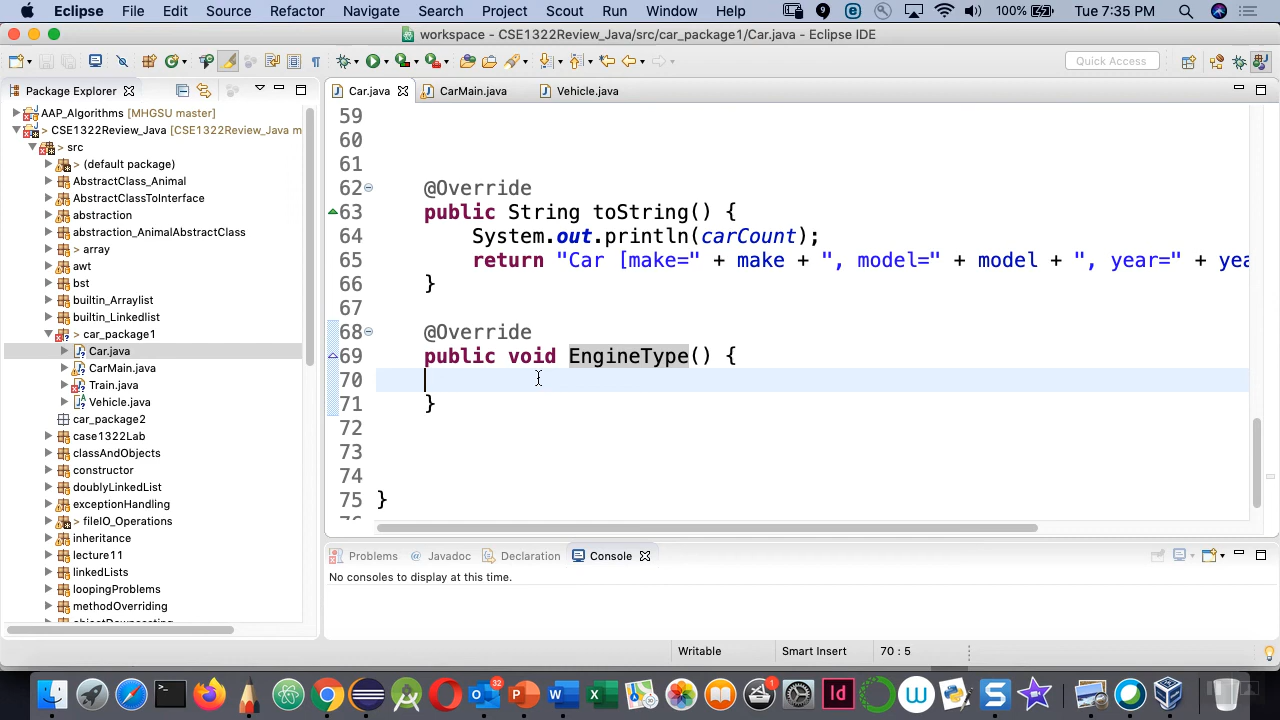 Eclipse File Edit Source Refactor Navigate Search Project Scout Run Window Help 9 100% Tue 7:35 PM
workspace - CSE1322Review_Java/src/car_package1/Car.java - Eclipse IDE
Quick Access
Package Explorer
Car.java CarMain.java Vehicle.java
AAP_Algorithms [MHGSU master]
> CSE1322Review_Java [CSE1322Review_Java m
> src
> (default package)
AbstractClass_Animal
AbstractClassToInterface
abstraction
abstraction_AnimalAbstractClass
> array
awt
bst
builtin_Arraylist
builtin_Linkedlist
> car_package1
Car.java
CarMain.java
Train.java
Vehicle.java
car_package2
case1322Lab
classAndObjects
constructor
doublyLinkedList
exceptionHandling
> fileIO_Operations
inheritance
lecture11
linkedLists
loopingProblems
methodOverriding
59
60
61
62 @Override
63 public String toString() {
64 System.out.println(carCount);
65 return "Car [make=" + make + ", model=" + model + ", year=" + yea
66 }
67
68 @Override
69 public void EngineType() {
70
71 }
72
73
74
75 }
Problems Javadoc Declaration Console
No consoles to display at this time.
Writable Smart Insert 70 : 5
32 1